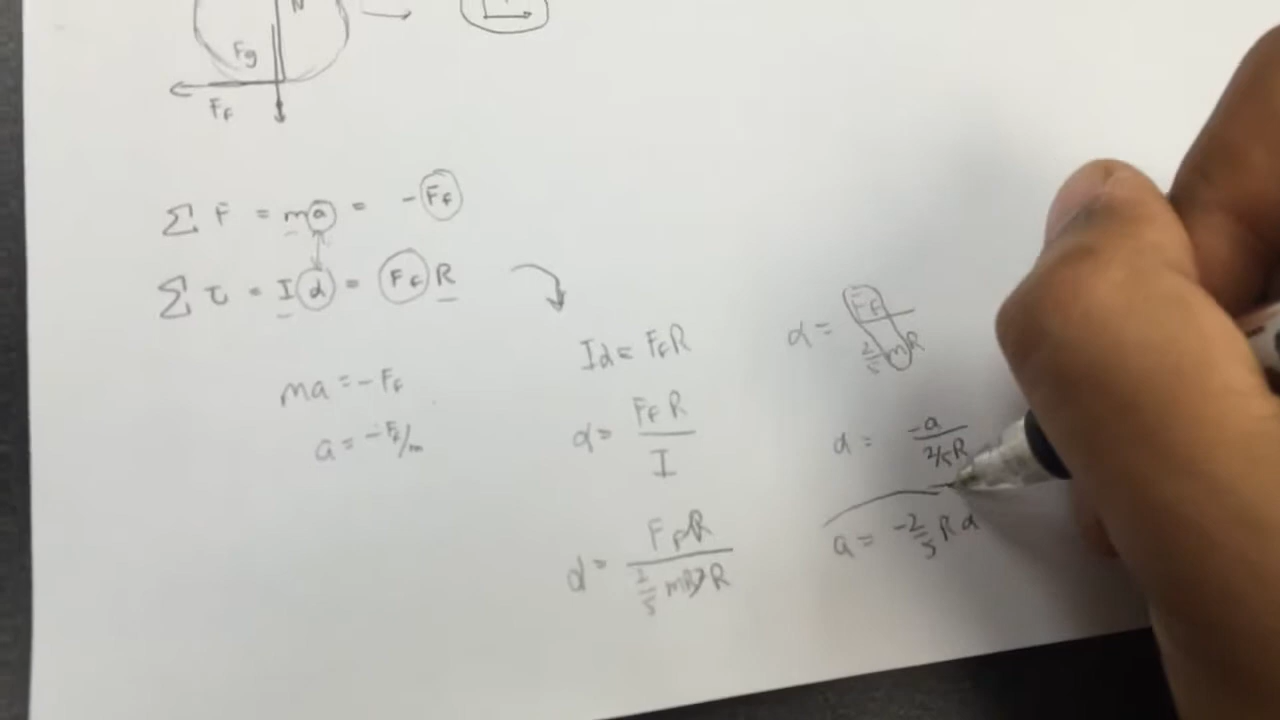 N
Fg
Ff
Σ F = ma = - Ff
Σ τ = Iα = Ff R
ma = - Ff
a = - Ff/m
Iα = Ff R
α = Ff R / I
α = Ff R / 2/5 mR R
α = Ff / 2/5 mR
α = -a / 2/5 R
a = -2/5 R α